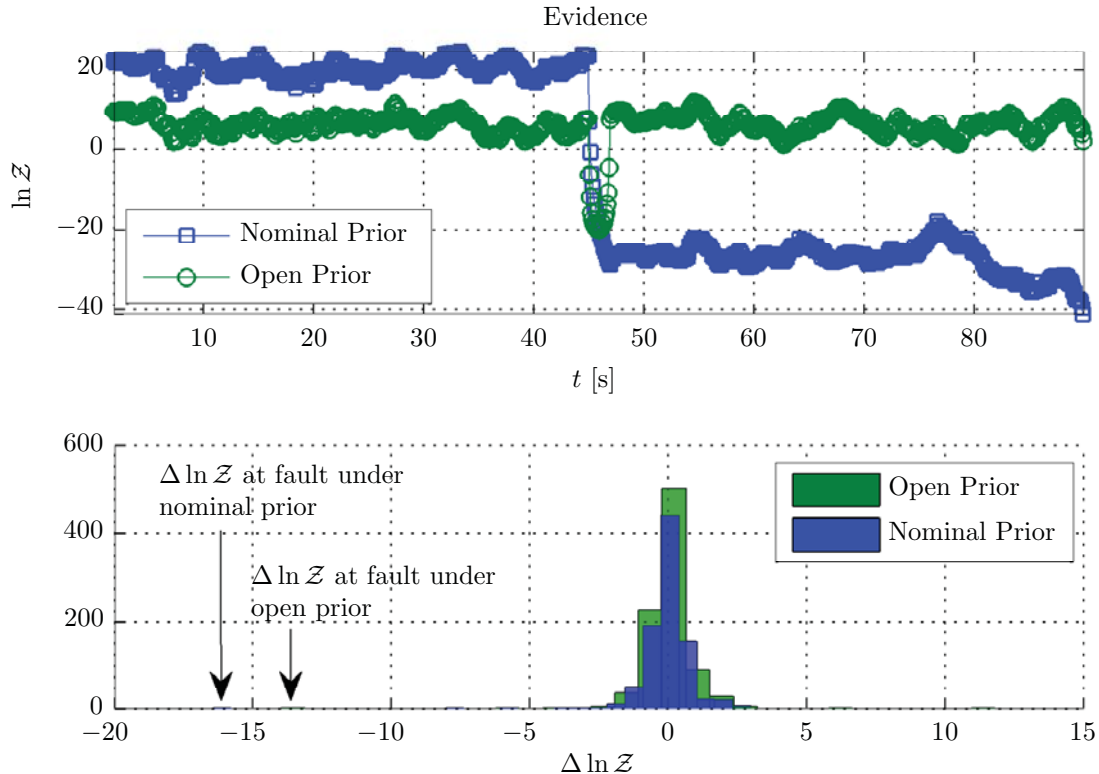 Evidence
20
0
−20
−40
ln Z
Nominal Prior
Open Prior
10
20
30
40
50
60
70
80
t [s]
600
400
200
0
Δ ln Z at fault under
nominal prior
Δ ln Z at fault under
open prior
Open Prior
Nominal Prior
−20
−15
−10
−5
0
5
10
15
Δ ln Z